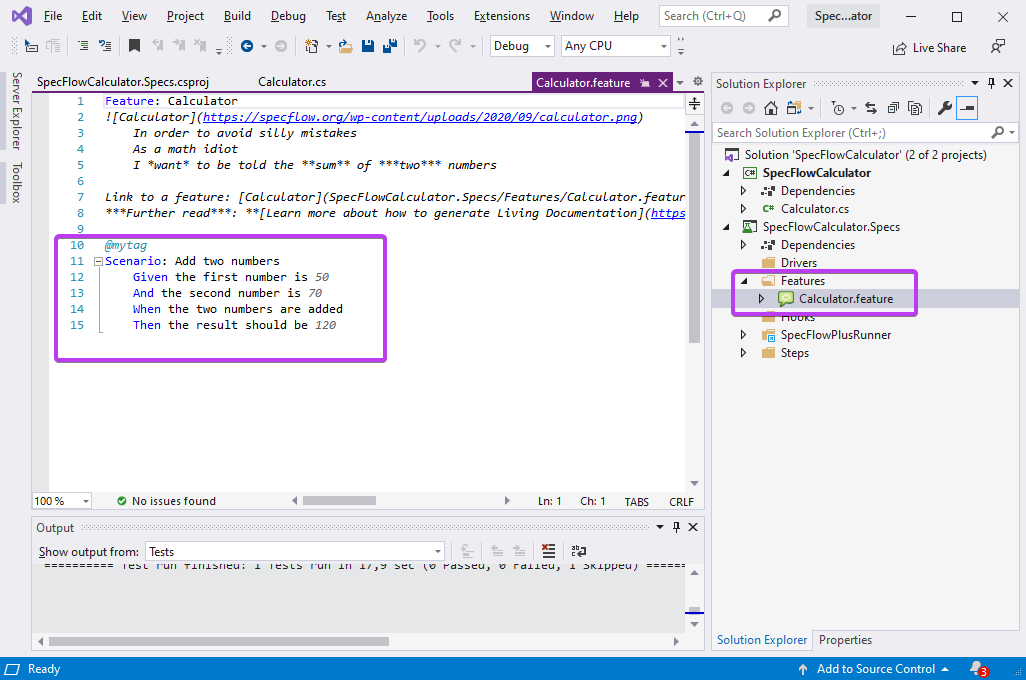 File Edit View Project Build Debug Test Analyze Tools Extensions Window Help Search (Ctrl+Q) Spec...ator
Debug Any CPU Live Share
Server Explorer
Toolbox
SpecFlowCalculator.Specs.csproj Calculator.cs Calculator.feature
1 Feature: Calculator
2 ![Calculator](https://specflow.org/wp-content/uploads/2020/09/calculator.png)
3 In order to avoid silly mistakes
4 As a math idiot
5 I *want* to be told the **sum** of ***two*** numbers
6
7 Link to a feature: [Calculator](SpecFlowCalculator.Specs/Features/Calculator.featur
8 ***Further read***: **[Learn more about how to generate Living Documentation](https
9
10 @mytag
11 Scenario: Add two numbers
12 Given the first number is 50
13 And the second number is 70
14 When the two numbers are added
15 Then the result should be 120
100 % No issues found Ln: 1 Ch: 1 TABS CRLF
Output
Show output from: Tests
========== Test run finished: 1 Tests run in 17,9 sec (0 Passed, 0 Failed, 1 Skipped) ======
Solution Explorer
Search Solution Explorer (Ctrl+;)
Solution 'SpecFlowCalculator' (2 of 2 projects)
C# SpecFlowCalculator
Dependencies
C# Calculator.cs
SpecFlowCalculator.Specs
Dependencies
Drivers
Features
Calculator.feature
Hooks
SpecFlowPlusRunner
Steps
Solution Explorer Properties
Ready Add to Source Control 3